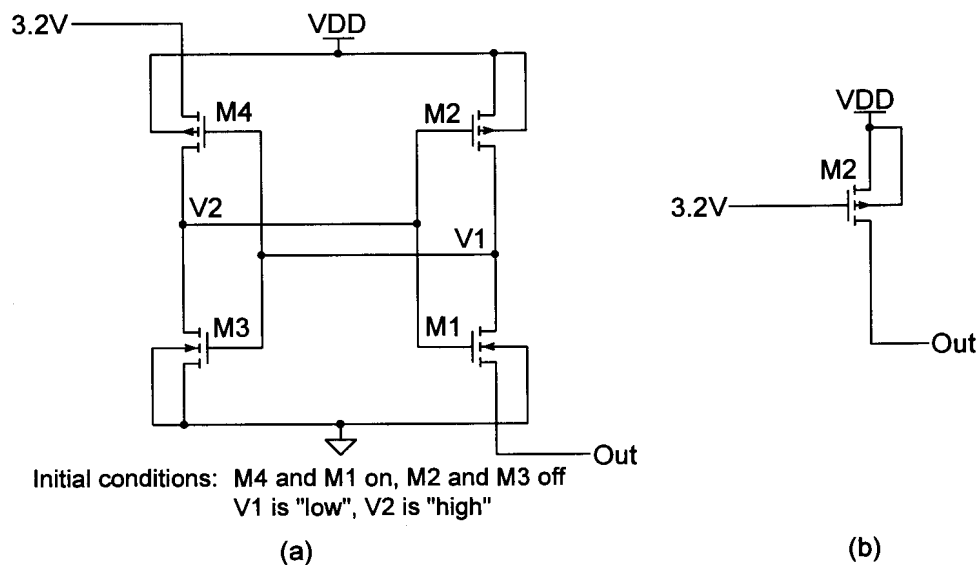 3.2V
VDD
M4
M2
V2
V1
M3
M1
Out
Initial conditions: M4 and M1 on, M2 and M3 off
V1 is "low", V2 is "high"
(a)
VDD
M2
3.2V
Out
(b)